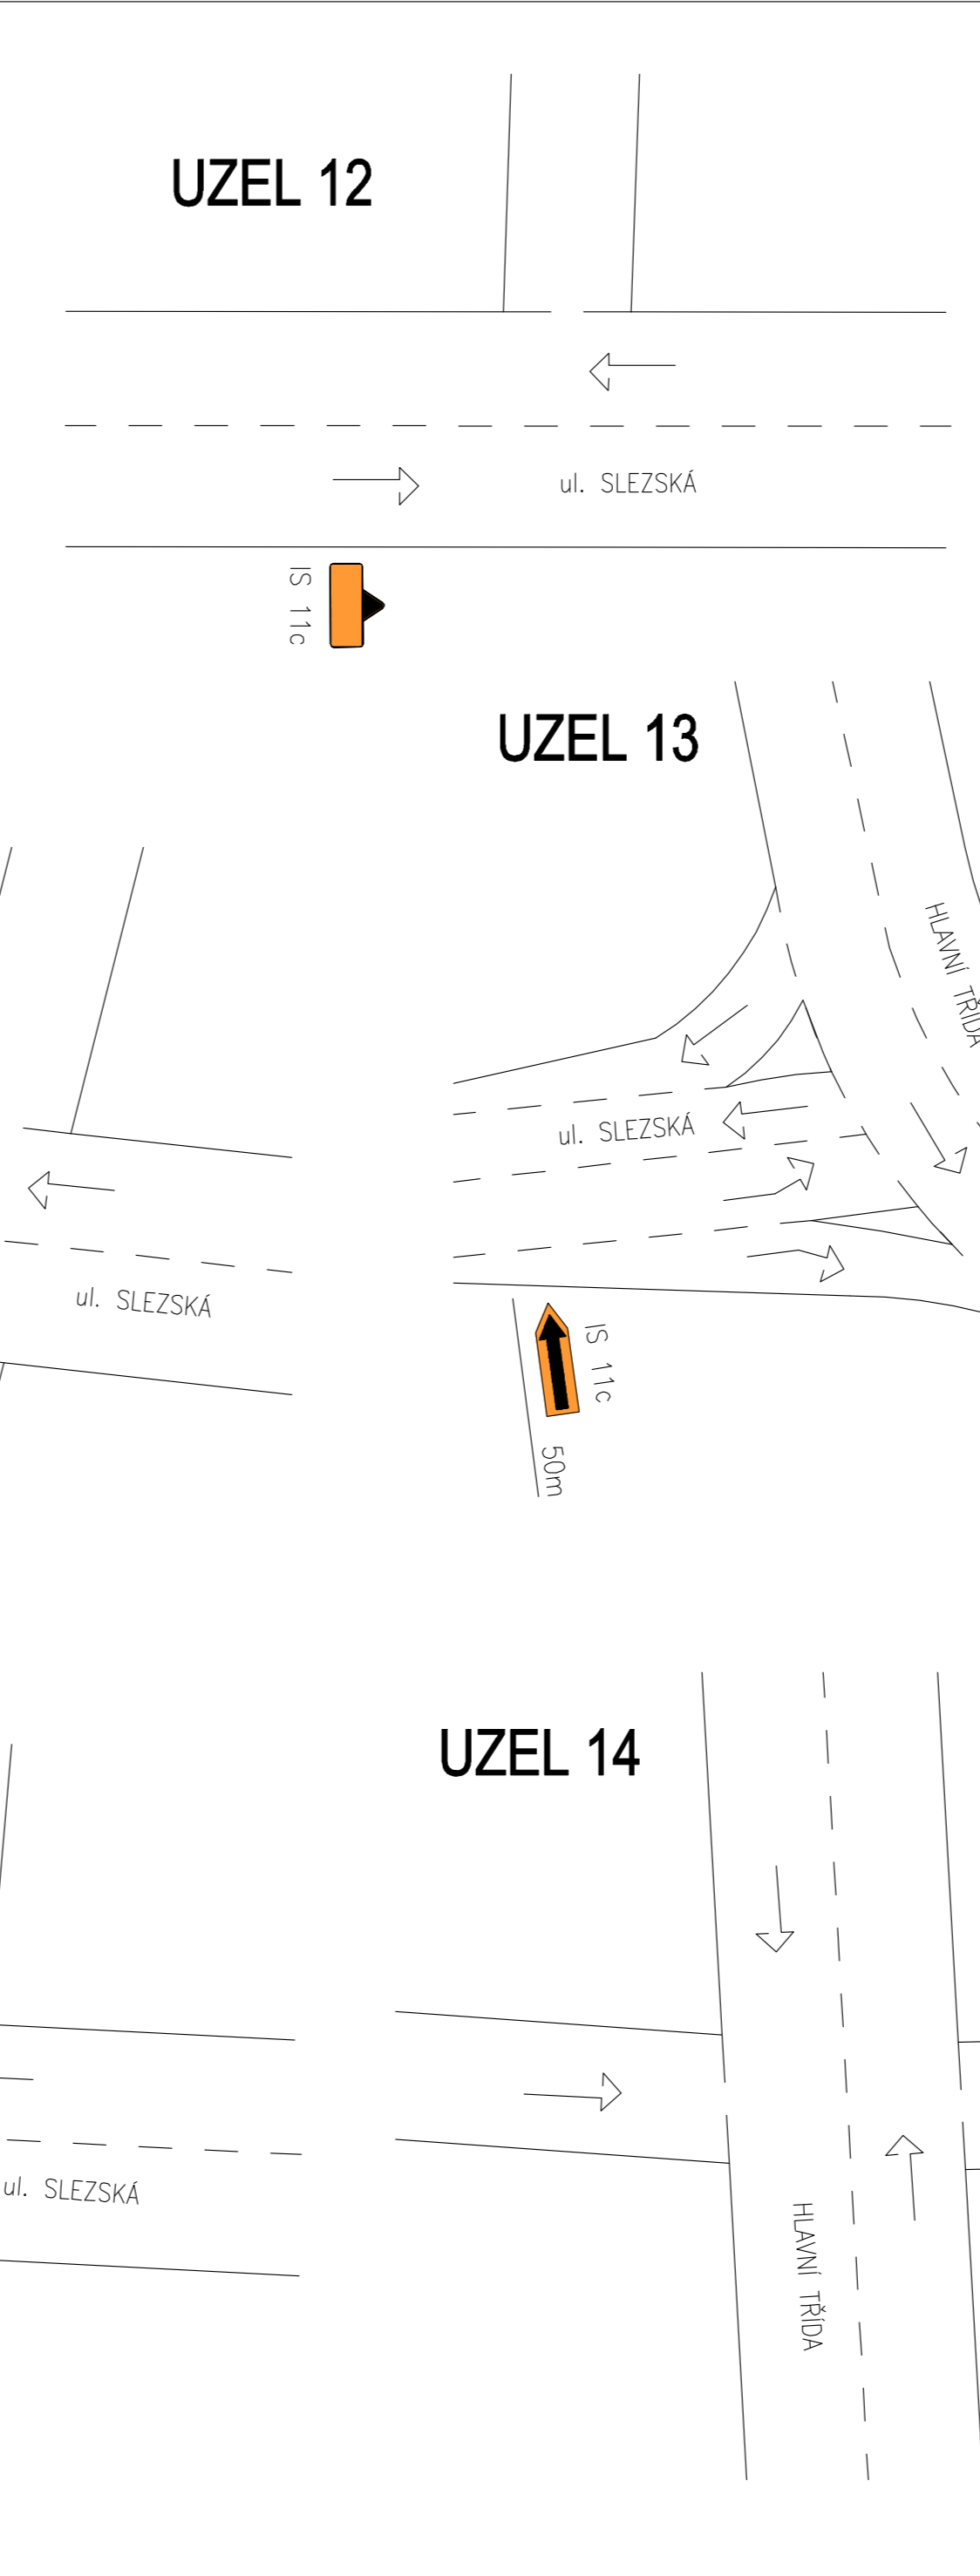 UZEL 12
ul. SLEZSKÁ
IS 11c
UZEL 13
HLAVNÍ TŘÍDA
ul. SLEZSKÁ
ul. SLEZSKÁ
IS 11c
50m
UZEL 14
ul. SLEZSKÁ
HLAVNÍ TŘÍDA